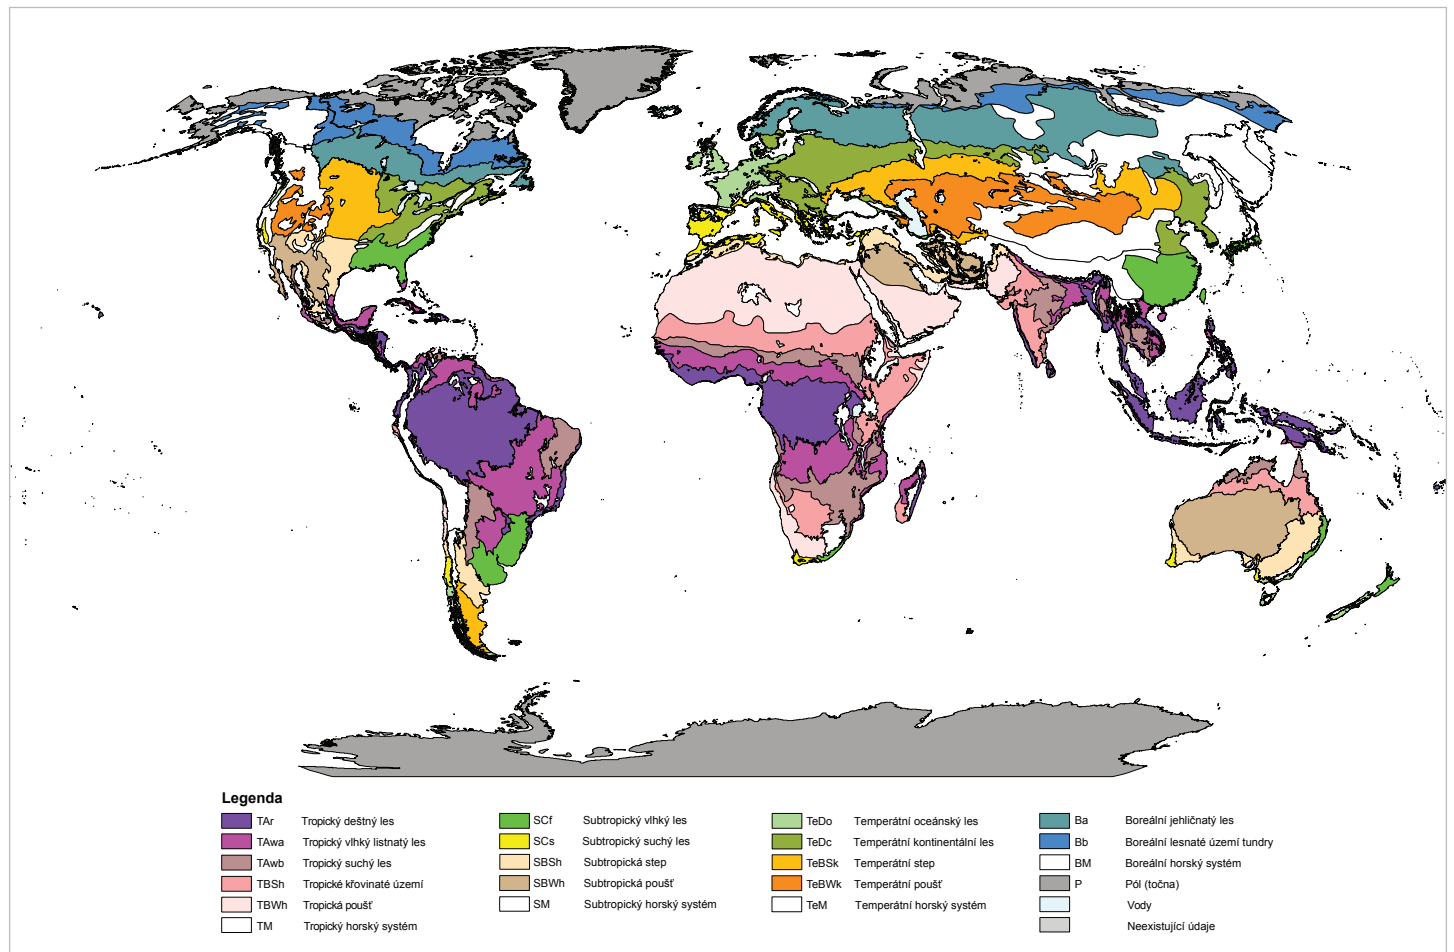 Legenda
TAr Tropický deštný les
TAwa Tropický vlhký listnatý les
TAwb Tropický suchý les
TBSh Tropické křovinaté území
TBWh Tropická poušť
TM Tropický horský systém
SCf Subtropický vlhký les
SCs Subtropický suchý les
SBSh Subtropická step
SBWh Subtropická poušť
SM Subtropický horský systém
TeDo Temperátní oceánský les
TeDc Temperátní kontinentální les
TeBSk Temperátní step
TeBWk Temperátní poušť
TeM Temperátní horský systém
Ba Boreální jehličnatý les
Bb Boreální lesnaté území tundry
BM Boreální horský systém
P Pól (točna)
Vody
Neexistující údaje